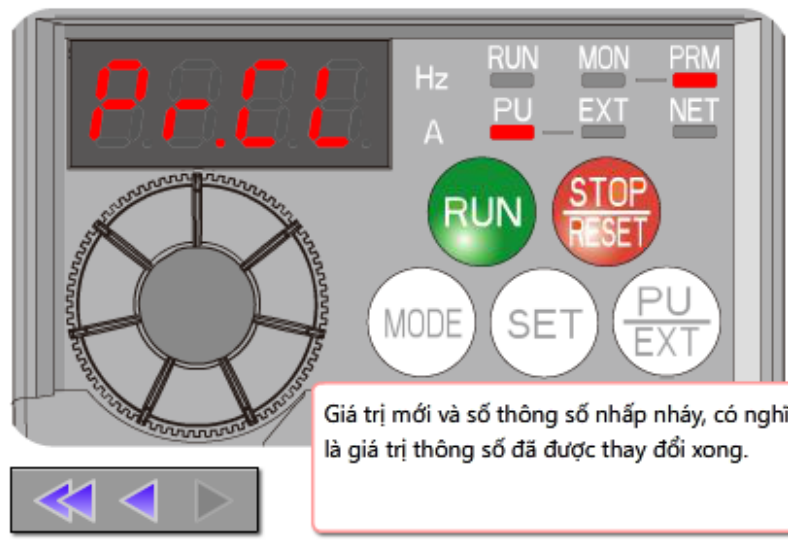 Pr.CL
Hz RUN MON PRM
A PU EXT NET
RUN
STOP
RESET
MODE
SET
PU
EXT
Giá trị mới và số thông số nhấp nháy, có nghĩ
là giá trị thông số đã được thay đổi xong.